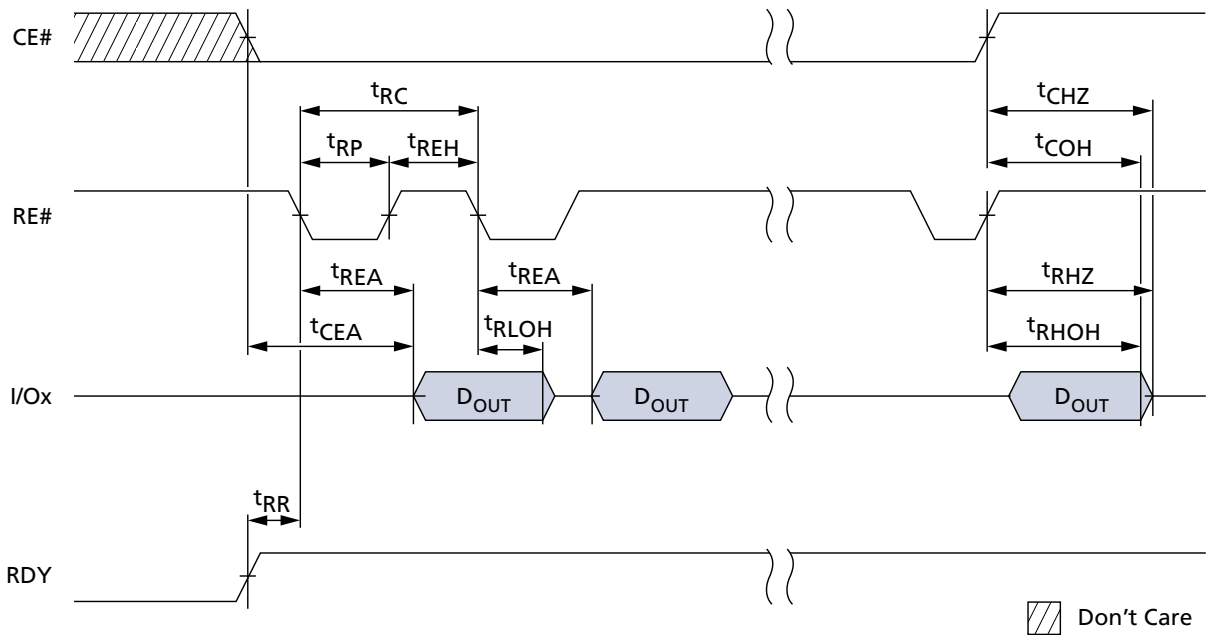 CE#
tRC
tCHZ
tRP
tREH
tCOH
RE#
tREA
tREA
tRHZ
tCEA
tRLOH
tRHOH
I/Ox
DOUT
DOUT
DOUT
tRR
RDY
Don't Care